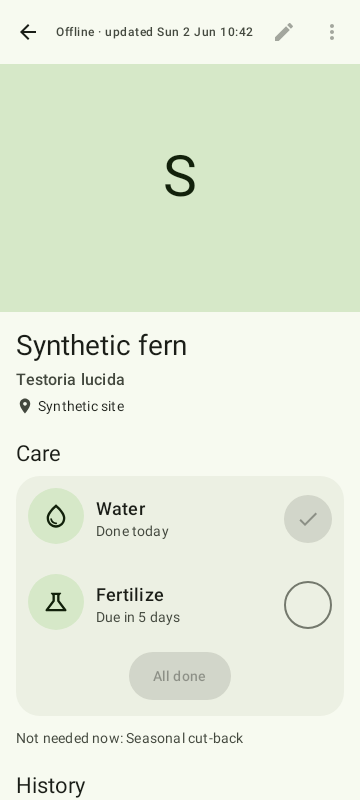 Offline · updated Sun 2 Jun 10:42
S
Synthetic fern
Testoria lucida
Synthetic site
Care
Water
Done today
Fertilize
Due in 5 days
All done
Not needed now: Seasonal cut-back
History